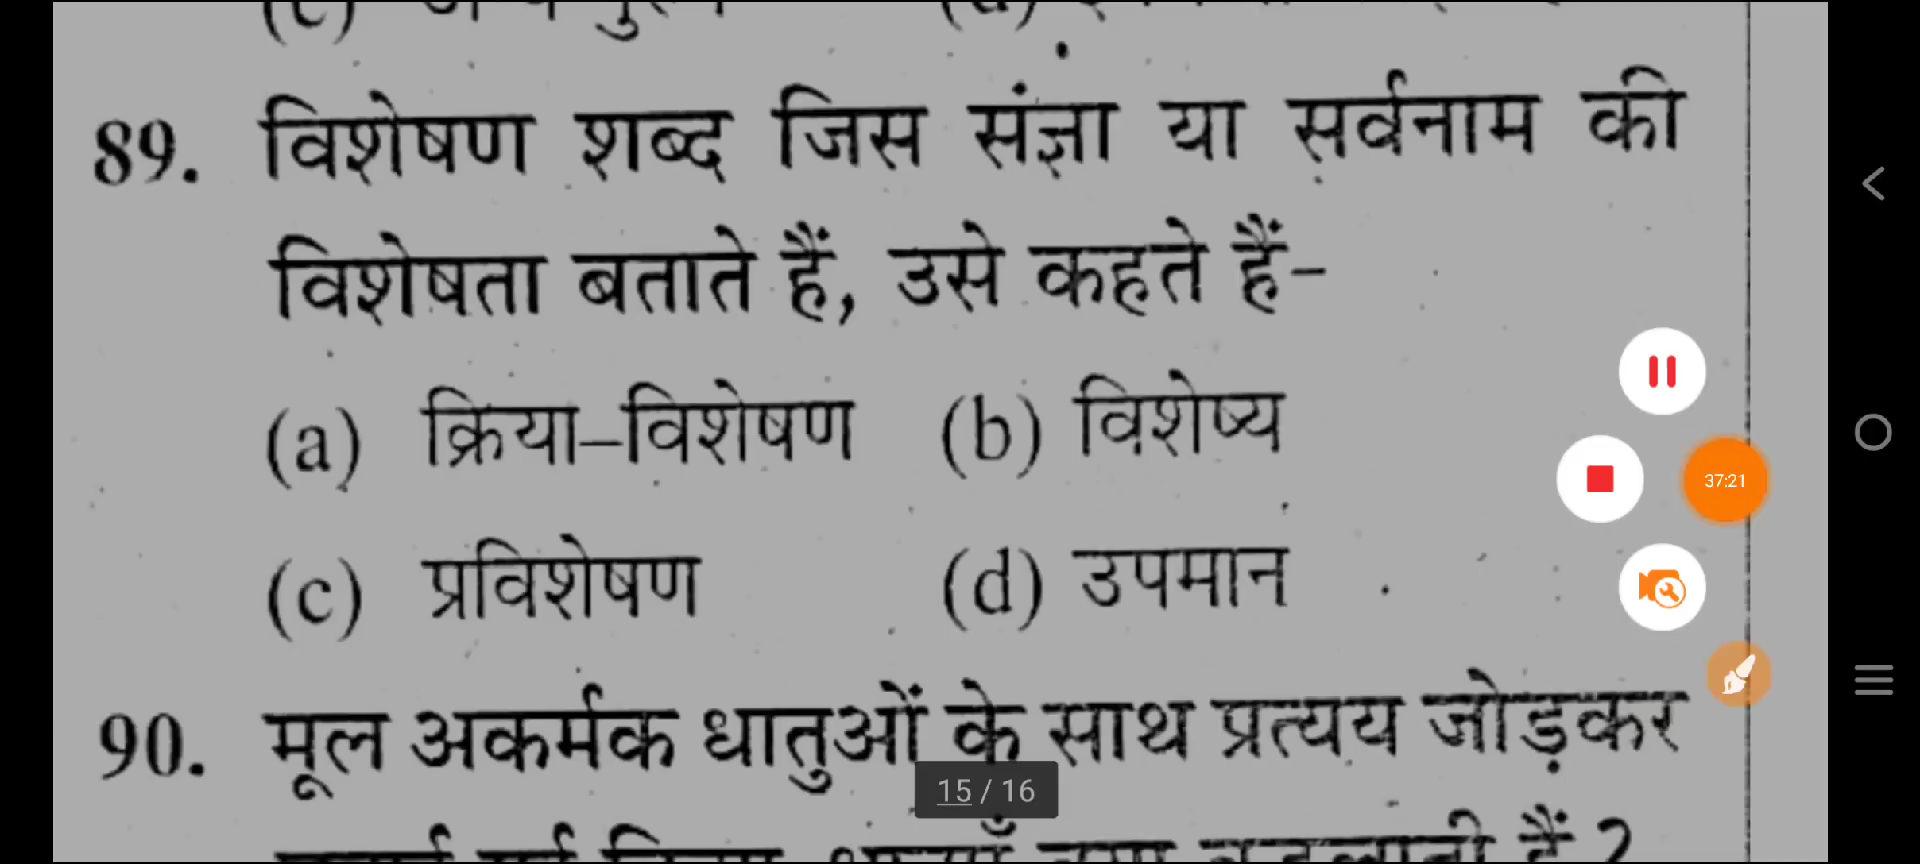 89. विशेषण शब्द जिस संज्ञा या सर्वनाम की
विशेषता बताते हैं, उसे कहते हैं-
(a) क्रिया-विशेषण (b) विशेष्य
(c) प्रविशेषण (d) उपमान
90. मूल अकर्मक धातुओं के साथ प्रत्यय जोड़कर
15 / 16
37:21